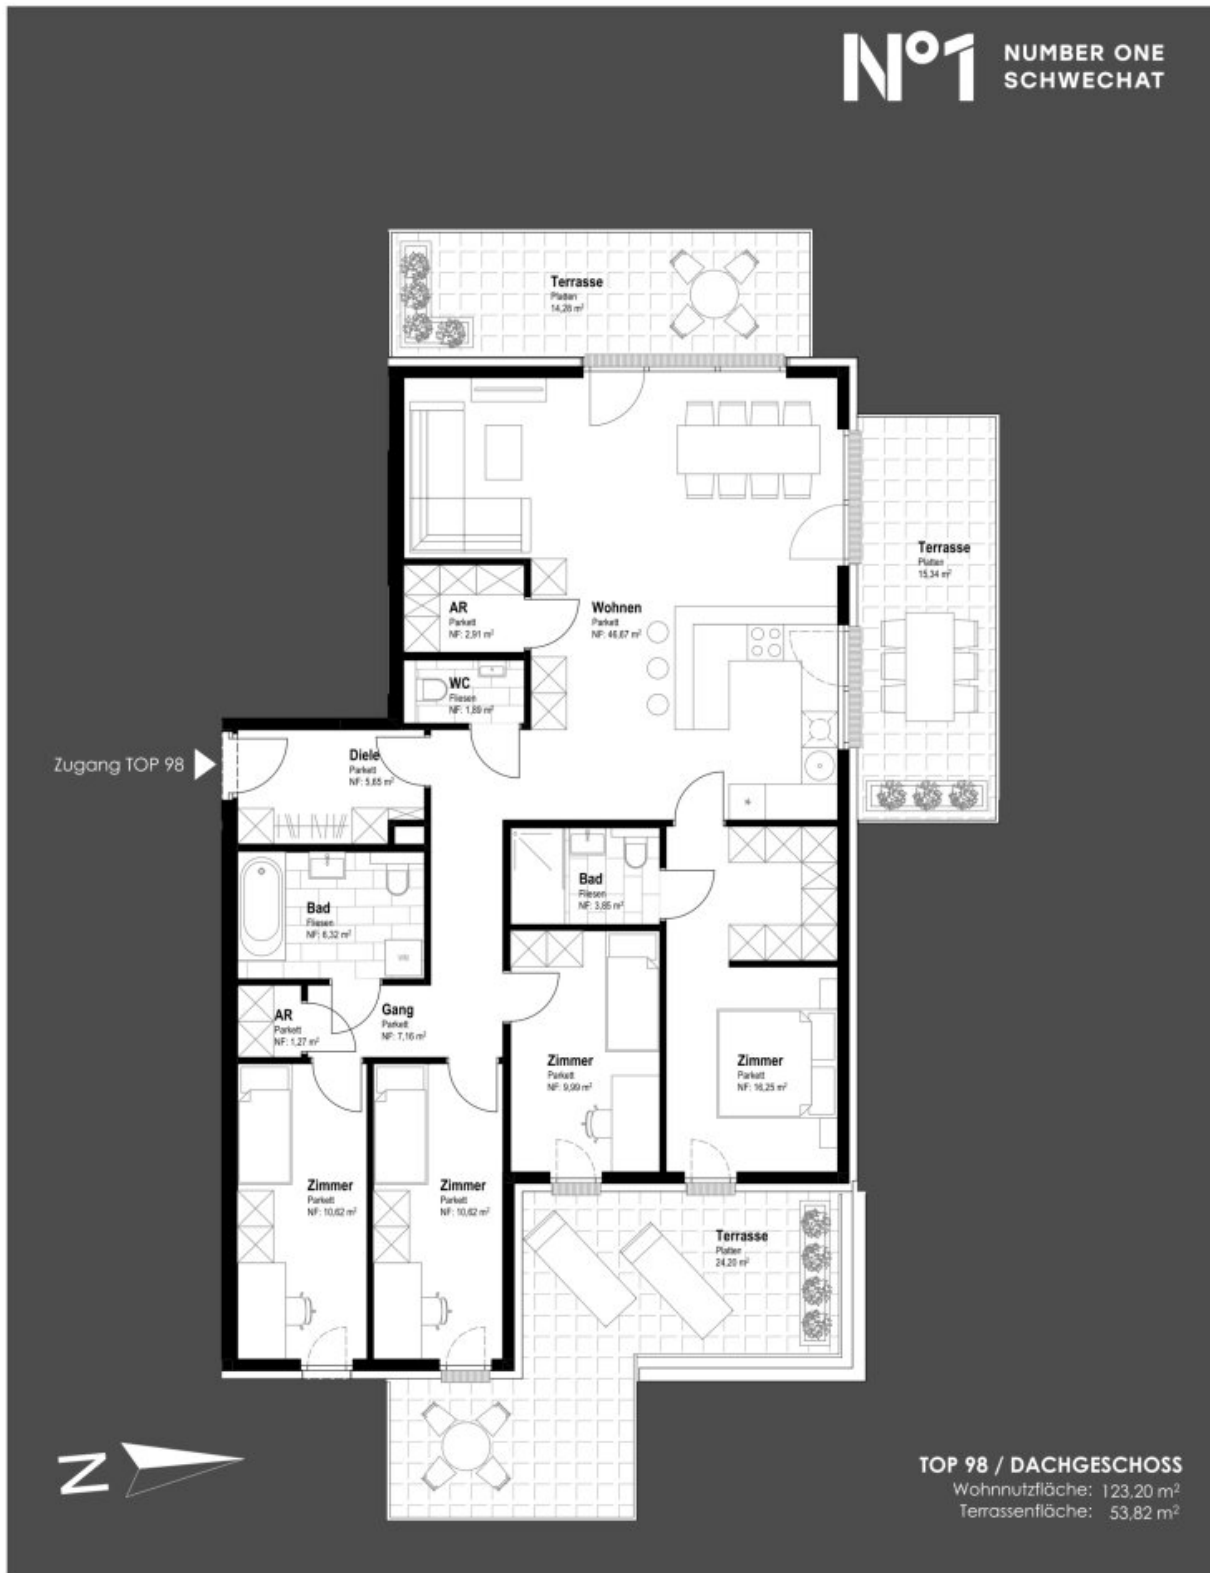 Nº1
NUMBER ONE
SCHWECHAT
Terrasse
Platten
14,28 m²
Terrasse
Platten
15,34 m²
AR
Parkett
NF: 2,91 m²
Wohnen
Parkett
NF: 46,67 m²
WC
Fliesen
NF: 1,89 m²
Zugang TOP 98
Diele
Parkett
NF: 5,65 m²
Bad
Fliesen
NF: 3,85 m²
Bad
Fliesen
NF: 6,32 m²
AR
Parkett
NF: 1,27 m²
Gang
Parkett
NF: 7,16 m²
Zimmer
Parkett
NF: 9,99 m²
Zimmer
Parkett
NF: 16,25 m²
Zimmer
Parkett
NF: 10,62 m²
Zimmer
Parkett
NF: 10,62 m²
Terrasse
Platten
24,20 m²
N
TOP 98 / DACHGESCHOSS
Wohnnutzfläche: 123,20 m²
Terrassenfläche: 53,82 m²